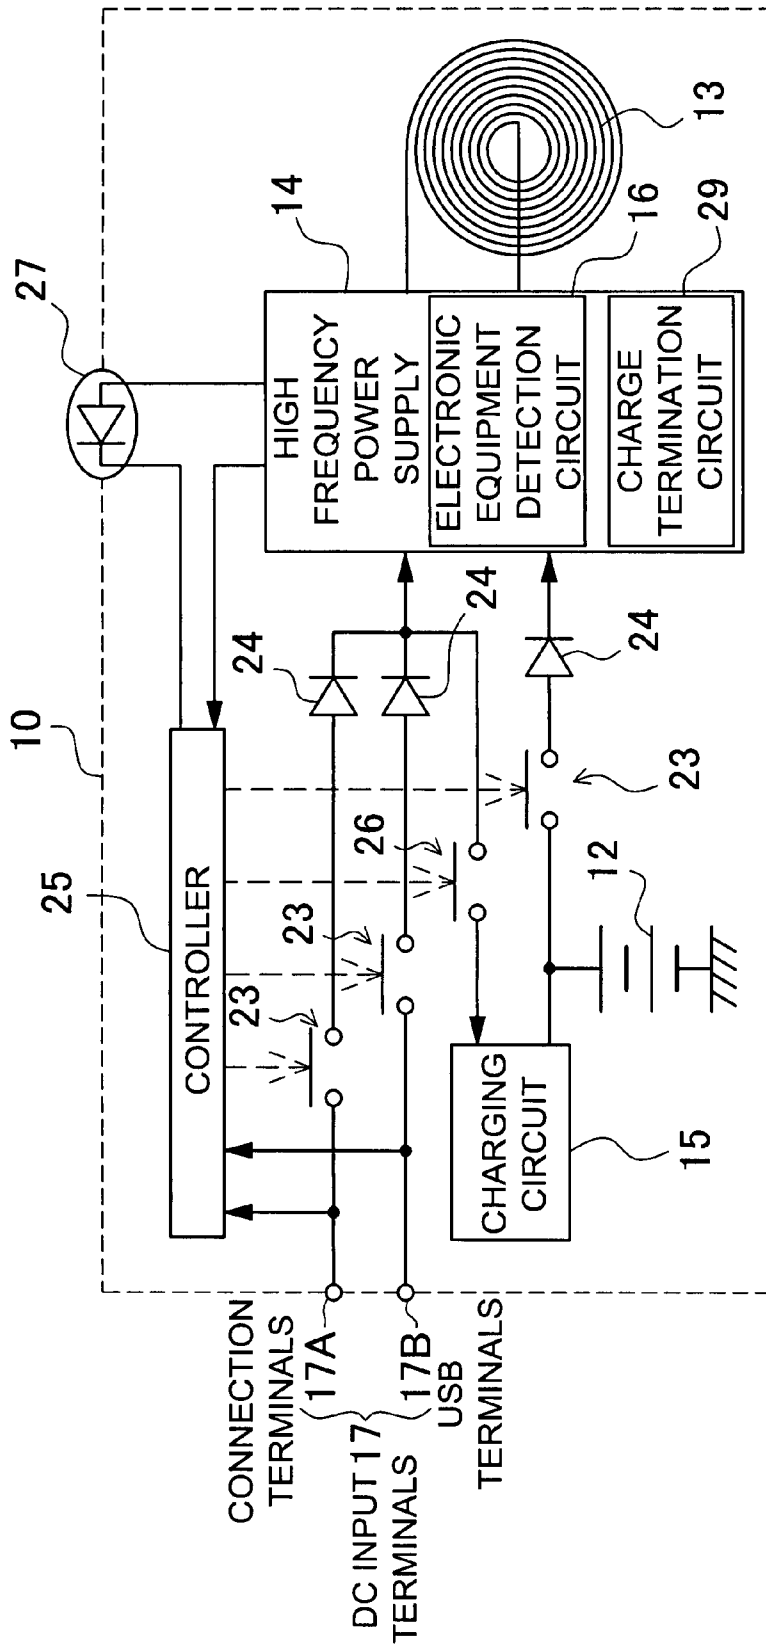 10
27
25
CONTROLLER
14
HIGH
FREQUENCY
POWER
SUPPLY
ELECTRONIC
EQUIPMENT
DETECTION
CIRCUIT
16
CHARGE
TERMINATION
CIRCUIT
29
13
24
24
24
23
23
26
23
12
CHARGING
CIRCUIT
15
CONNECTION
TERMINALS
17A
DC INPUT 17
TERMINALS
17B
USB
TERMINALS